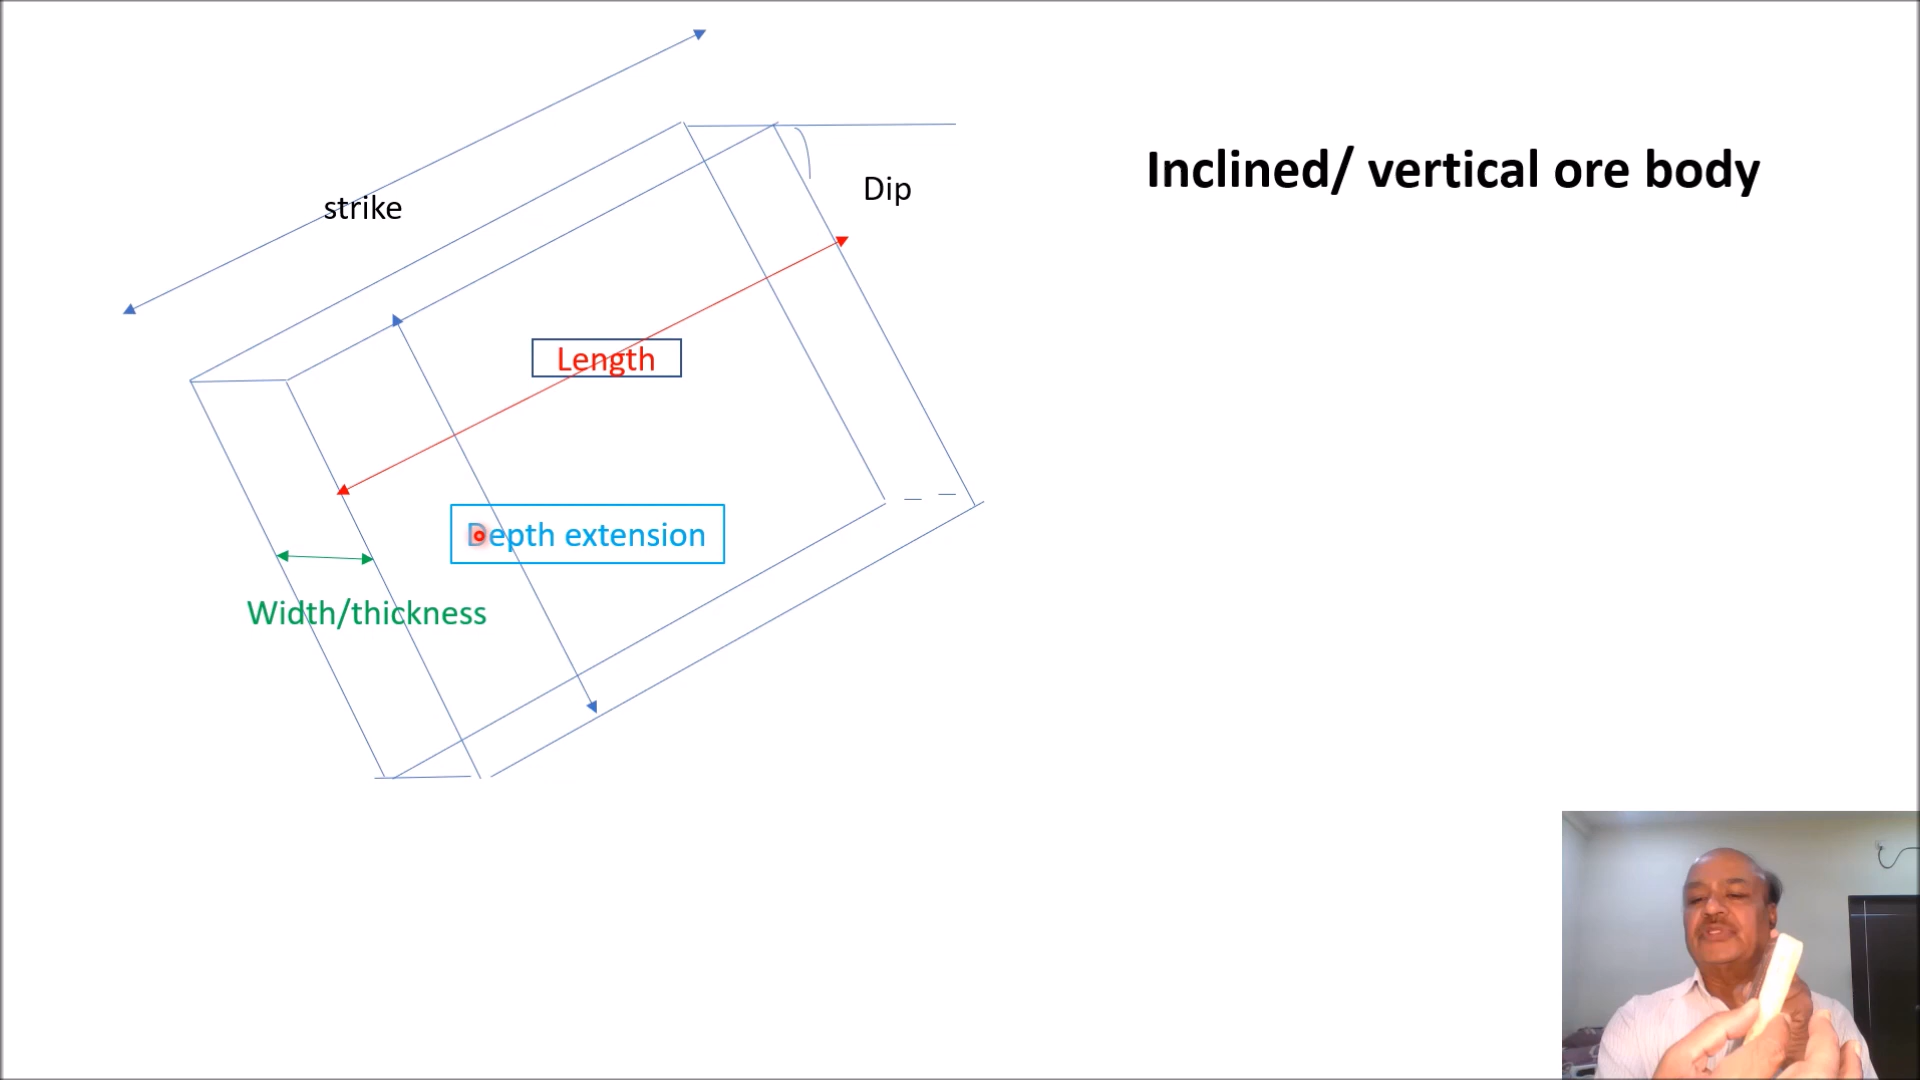 Inclined/ vertical ore body
strike
Dip
Length
Depth extension
Width/thickness